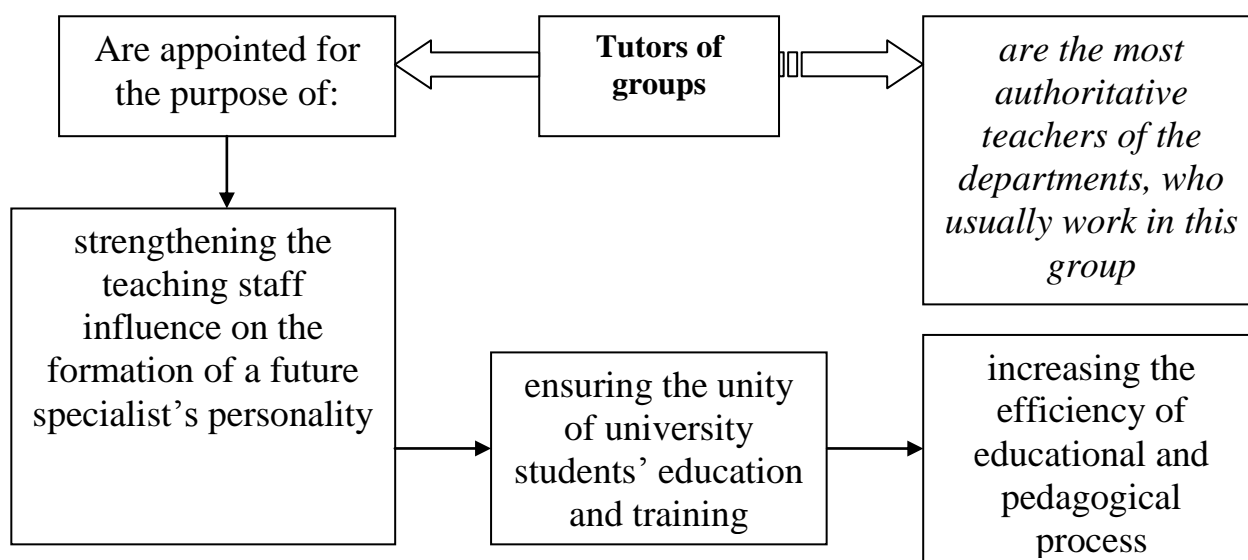 Are appointed for
the purpose of:
Tutors of
groups
are the most
authoritative
teachers of the
departments, who
usually work in this
group
strengthening the
teaching staff
influence on the
formation of a future
specialist’s personality
ensuring the unity
of university
students’ education
and training
increasing the
efficiency of
educational and
pedagogical
process